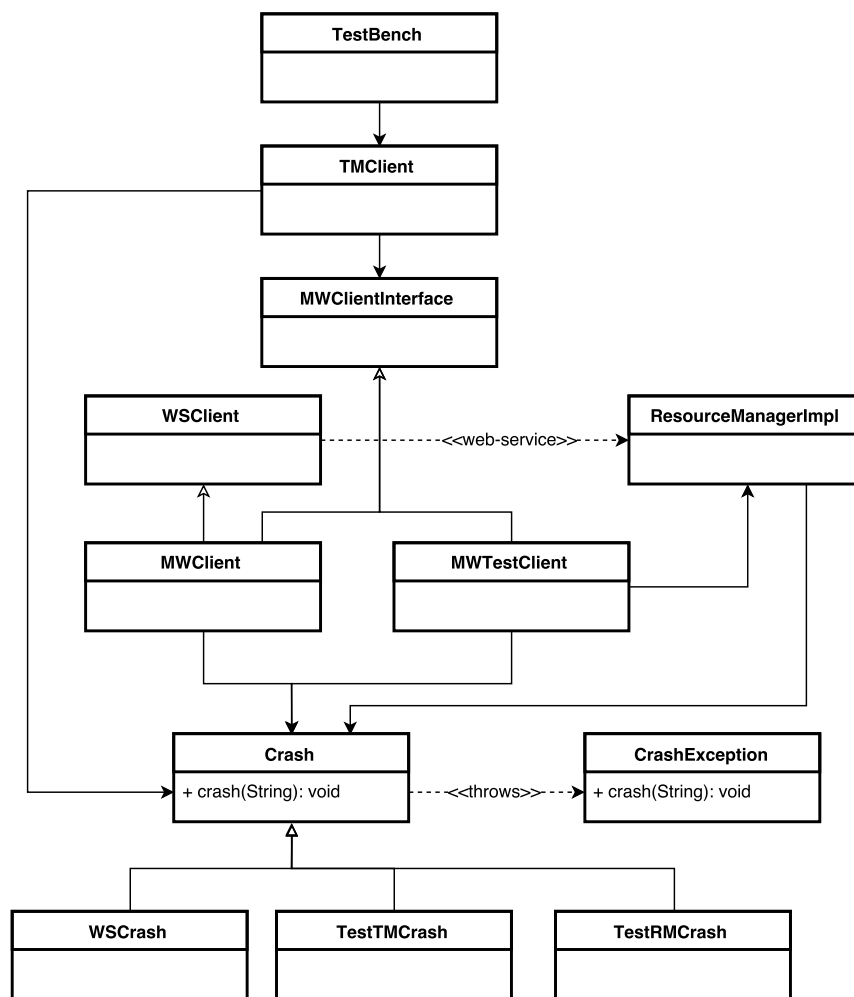 TestBench
TMClient
MWClientInterface
WSClient
<<web-service>>
ResourceManagerImpl
MWClient
MWTestClient
Crash
+ crash(String): void
<<throws>>
CrashException
+ crash(String): void
WSCrash
TestTMCrash
TestRMCrash